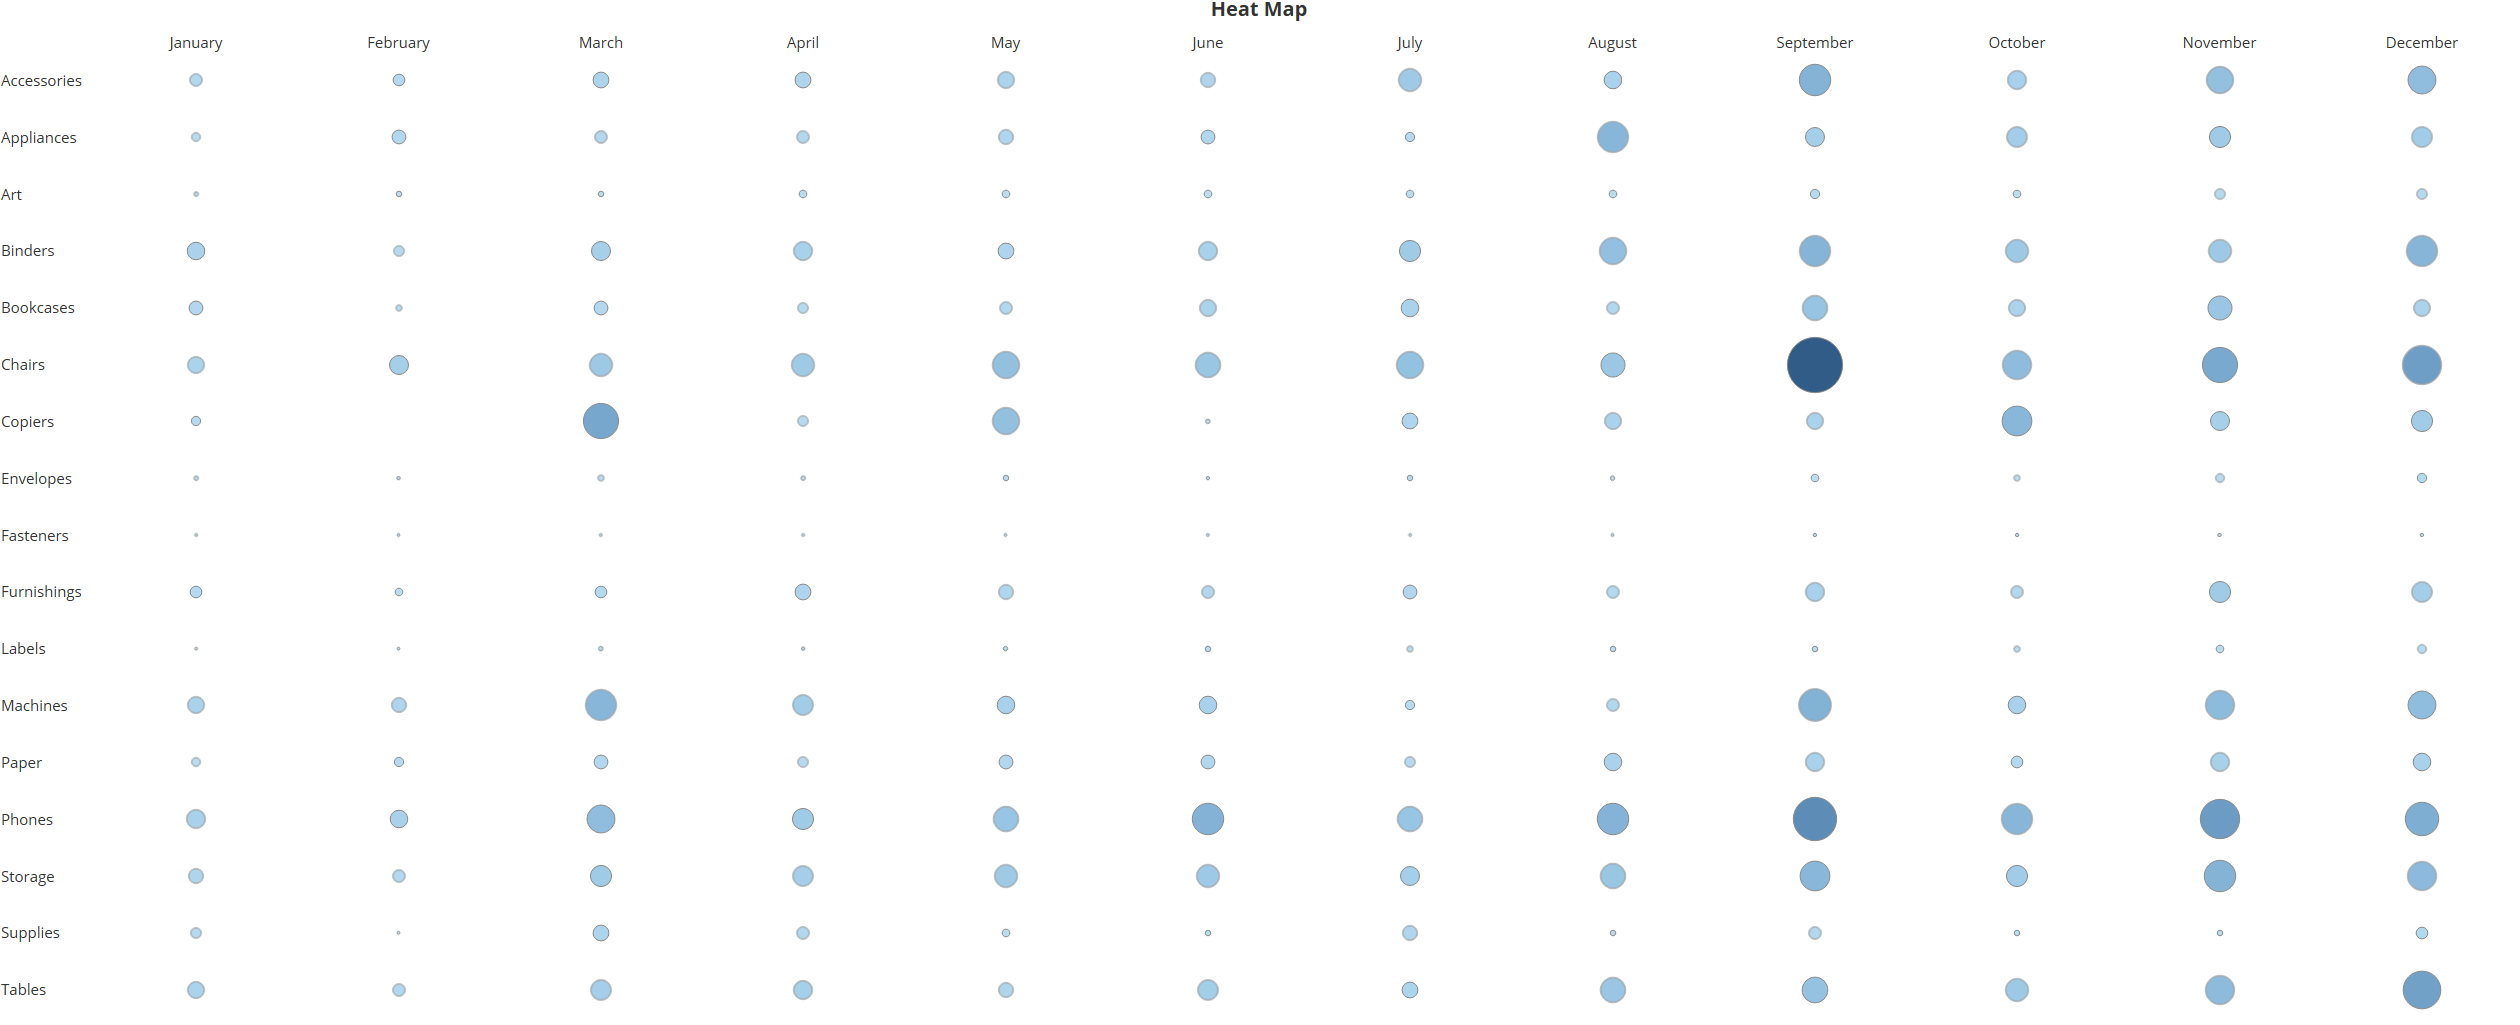 Heat Map
January February March April May June July August September October November December
Accessories
Appliances
Art
Binders
Bookcases
Chairs
Copiers
Envelopes
Fasteners
Furnishings
Labels
Machines
Paper
Phones
Storage
Supplies
Tables